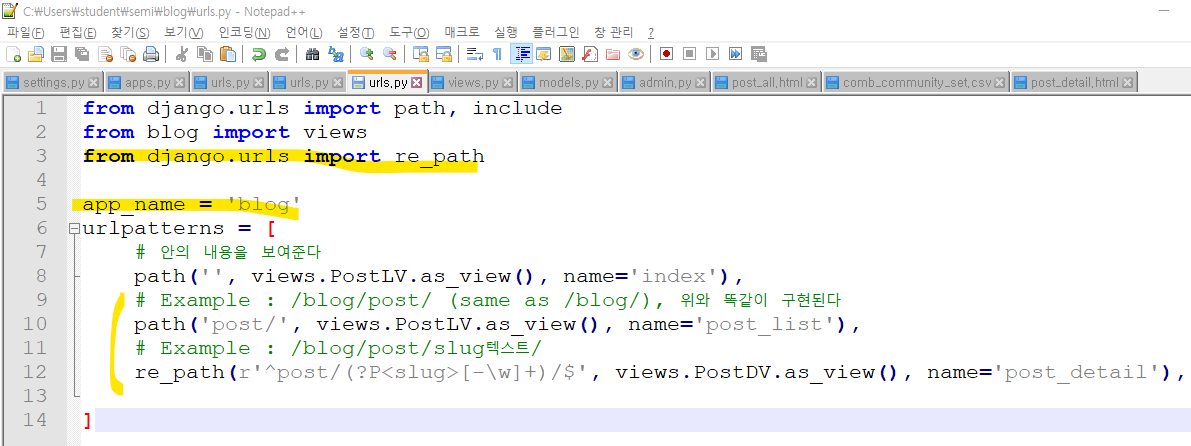 C:₩Users₩student₩semi₩blog₩urls.py - Notepad++
파일(F) 편집(E) 찾기(S) 보기(V) 인코딩(N) 언어(L) 설정(T) 도구(O) 매크로 실행 플러그인 창 관리 ?
settings.py apps.py urls.py urls.py urls.py views.py models.py admin.py post_all.html comb_community_set.csv post_detail.html
1 from django.urls import path, include
2 from blog import views
3 from django.urls import re_path
4
5 app_name = 'blog'
6 urlpatterns = [
7 # 안의 내용을 보여준다
8 path('', views.PostLV.as_view(), name='index'),
9 # Example : /blog/post/ (same as /blog/), 위와 똑같이 구현된다
10 path('post/', views.PostLV.as_view(), name='post_list'),
11 # Example : /blog/post/slug텍스트/
12 re_path(r'^post/(?P<slug>[-\w]+)/$', views.PostDV.as_view(), name='post_detail'),
13
14 ]